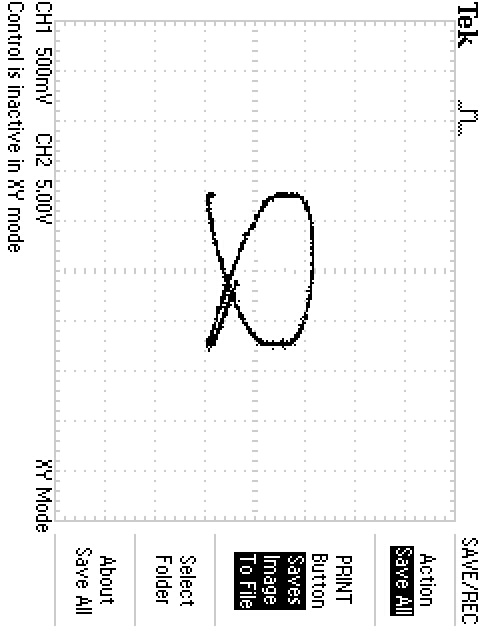 Tek
SAVE/REC
Action
Save All
PRINT
Button
Saves
Image
To File
Select
Folder
About
Save All
CH1 500mV CH2 5.00V XY Mode
Control is inactive in XY mode